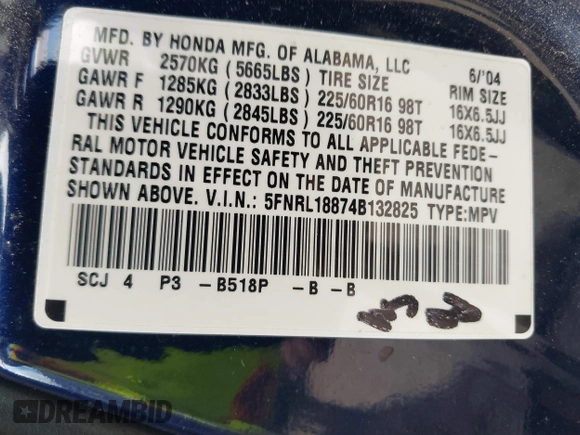 MFD. BY HONDA MFG. OF ALABAMA, LLC 6/'04
GVWR 2570KG (5665LBS) TIRE SIZE RIM SIZE
GAWR F 1285KG (2833LBS) 225/60R16 98T 16X6.5JJ
GAWR R 1290KG (2845LBS) 225/60R16 98T 16X6.5JJ
THIS VEHICLE CONFORMS TO ALL APPLICABLE FEDE-
RAL MOTOR VEHICLE SAFETY AND THEFT PREVENTION
STANDARDS IN EFFECT ON THE DATE OF MANUFACTURE
SHOWN ABOVE. V.I.N.: 5FNRL18874B132825 TYPE:MPV
SCJ 4 P3 -B518P -B -B
DREAMBID